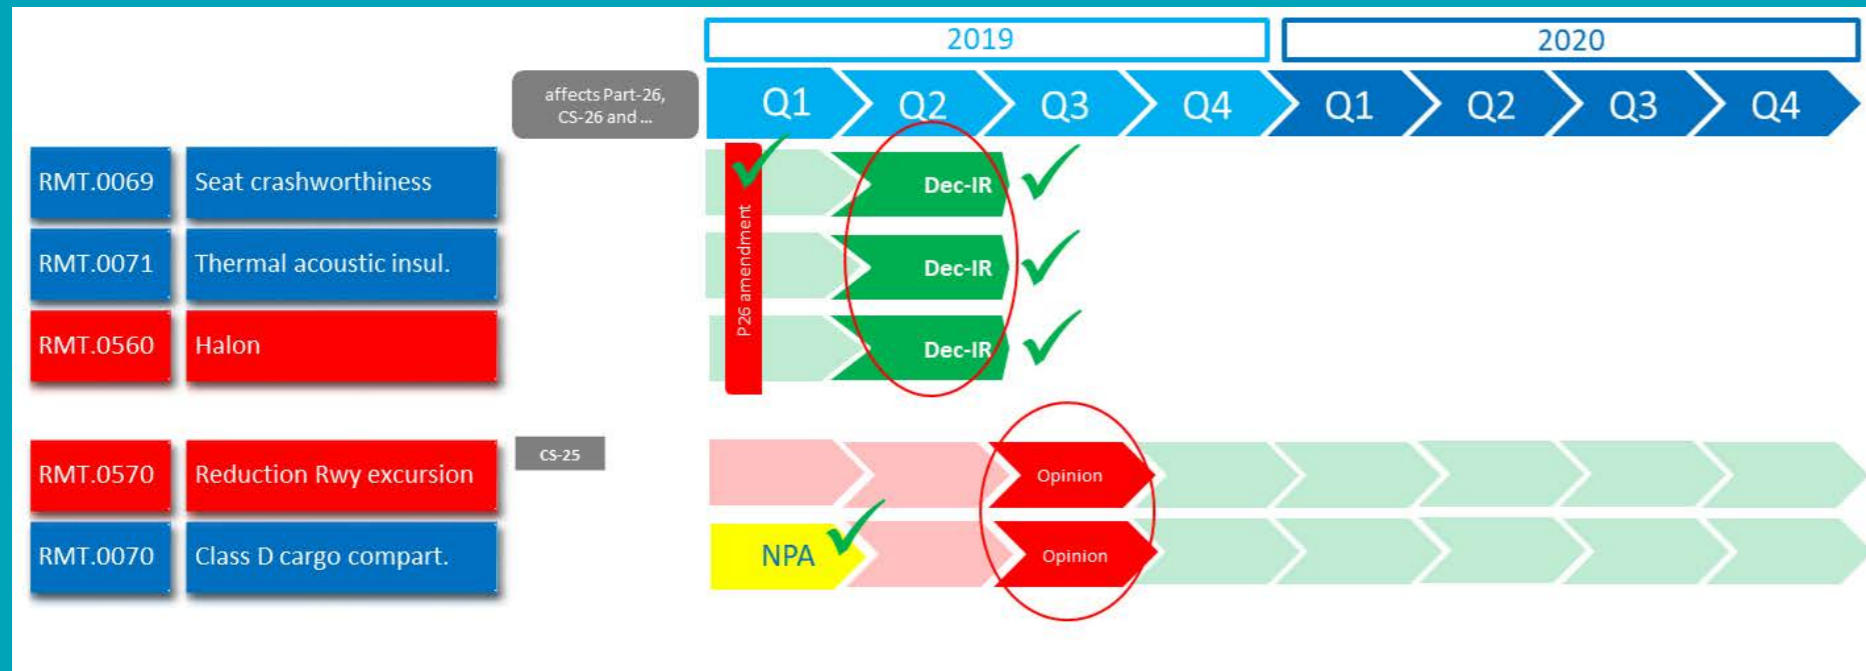 2019
2020
affects Part-26,
CS-26 and ...
Q1
Q2
Q3
Q4
Q1
Q2
Q3
Q4
RMT.0069
Seat crashworthiness
Dec-IR
P26 amendment
RMT.0071
Thermal acoustic insul.
Dec-IR
RMT.0560
Halon
Dec-IR
RMT.0570
Reduction Rwy excursion
CS-25
Opinion
RMT.0070
Class D cargo compart.
NPA
Opinion